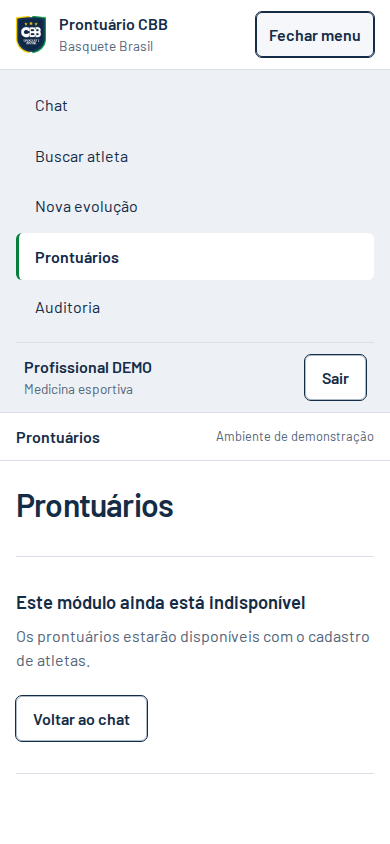 CBB
Prontuário CBB
Basquete Brasil
Fechar menu
Chat
Buscar atleta
Nova evolução
Prontuários
Auditoria
Profissional DEMO
Medicina esportiva
Sair
Prontuários
Ambiente de demonstração
Prontuários
Este módulo ainda está indisponível
Os prontuários estarão disponíveis com o cadastro
de atletas.
Voltar ao chat